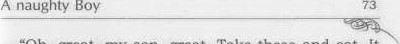 A naughty Boy 73
"Oh, great, my son, great. Take these and eat. It